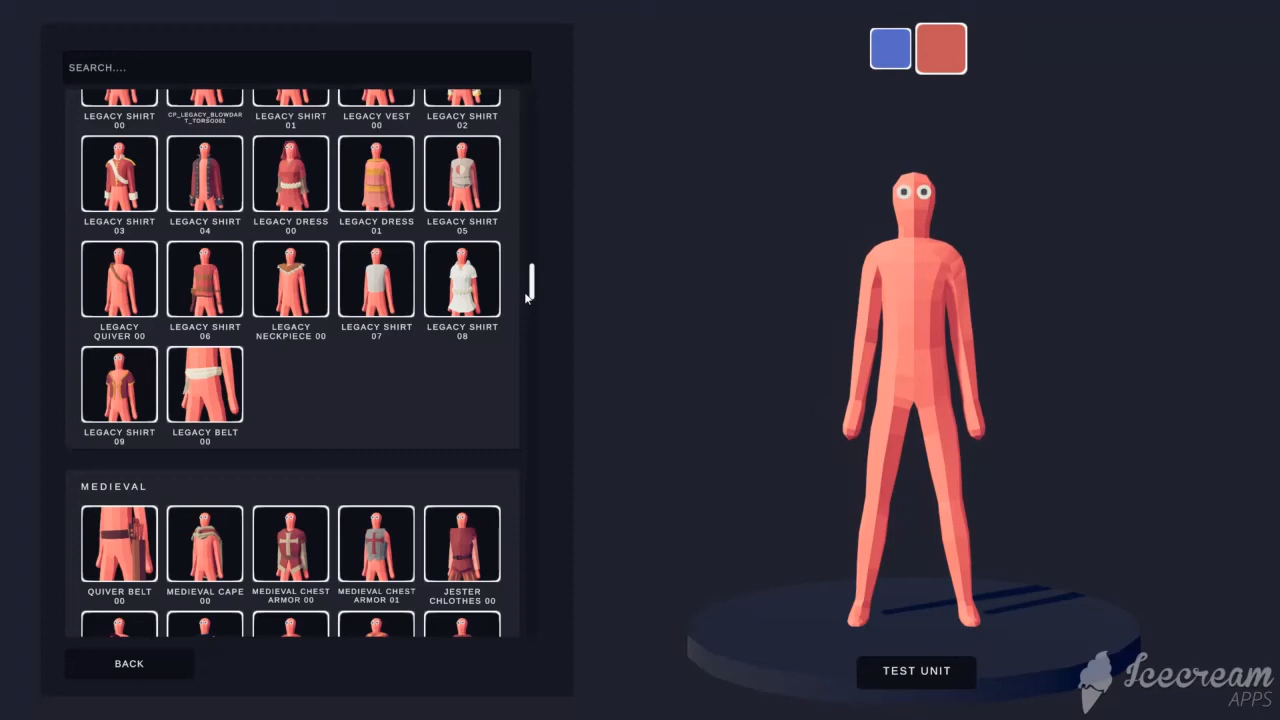 SEARCH....
LEGACY SHIRT
00
CP_LEGACY_BLOWDAR
T_TORSO001
LEGACY SHIRT
01
LEGACY VEST
00
LEGACY SHIRT
02
LEGACY SHIRT
03
LEGACY SHIRT
04
LEGACY DRESS
00
LEGACY DRESS
01
LEGACY SHIRT
05
LEGACY
QUIVER 00
LEGACY SHIRT
06
LEGACY
NECKPIECE 00
LEGACY SHIRT
07
LEGACY SHIRT
08
LEGACY SHIRT
09
LEGACY BELT
00
MEDIEVAL
QUIVER BELT
00
MEDIEVAL CAPE
00
MEDIEVAL CHEST
ARMOR 00
MEDIEVAL CHEST
ARMOR 01
JESTER
CHLOTHES 00
BACK
TEST UNIT
Icecream
APPS